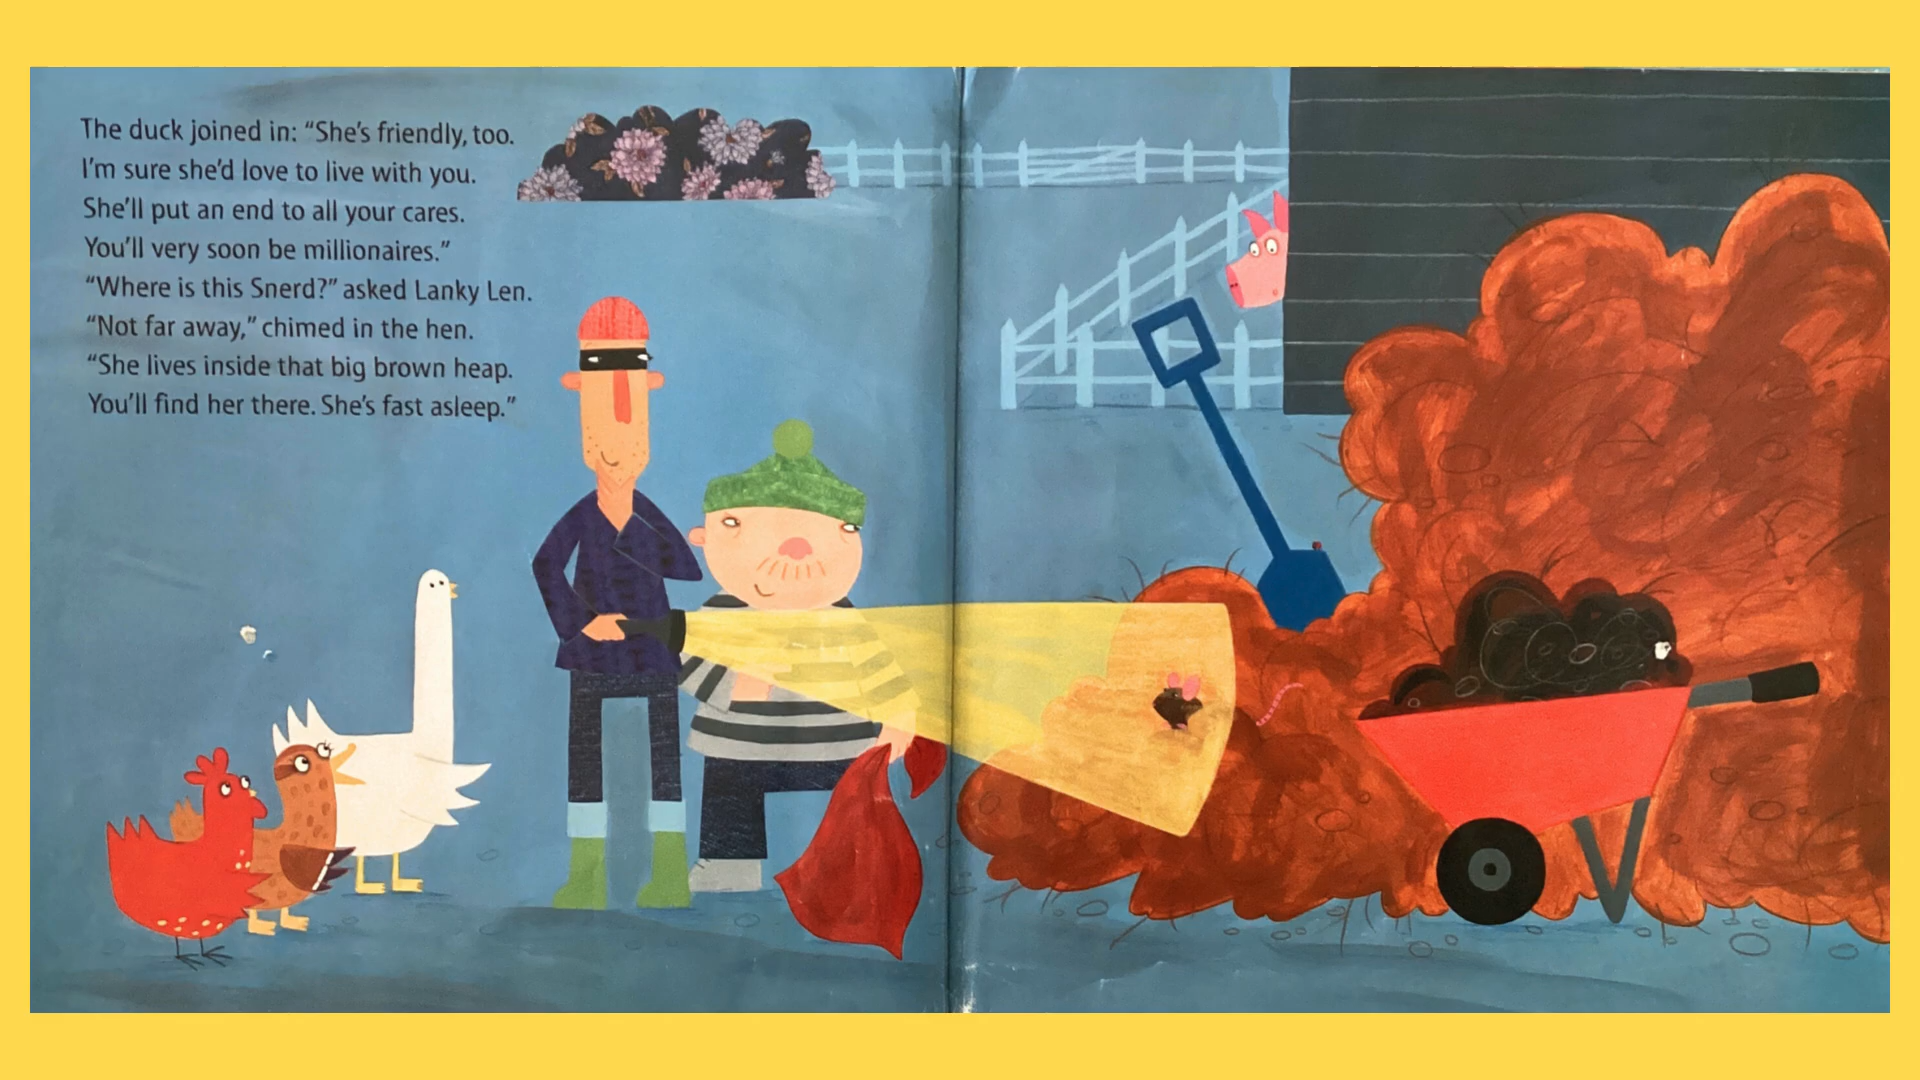 The duck joined in: “She’s friendly, too.
I’m sure she’d love to live with you.
She’ll put an end to all your cares.
You’ll very soon be millionaires.”
“Where is this Snerd?” asked Lanky Len.
“Not far away,” chimed in the hen.
“She lives inside that big brown heap.
You’ll find her there. She’s fast asleep.”